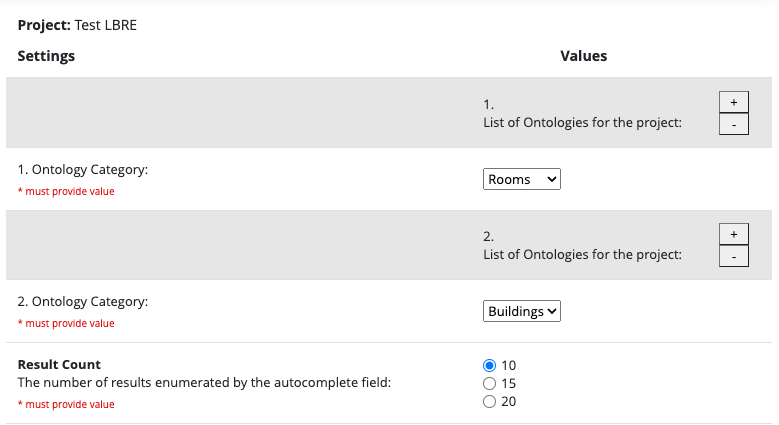 Project: Test LBRE
Settings Values
1.
List of Ontologies for the project:
+
-
1. Ontology Category:
* must provide value
Rooms
2.
List of Ontologies for the project:
+
-
2. Ontology Category:
* must provide value
Buildings
Result Count
The number of results enumerated by the autocomplete field:
* must provide value
10
15
20